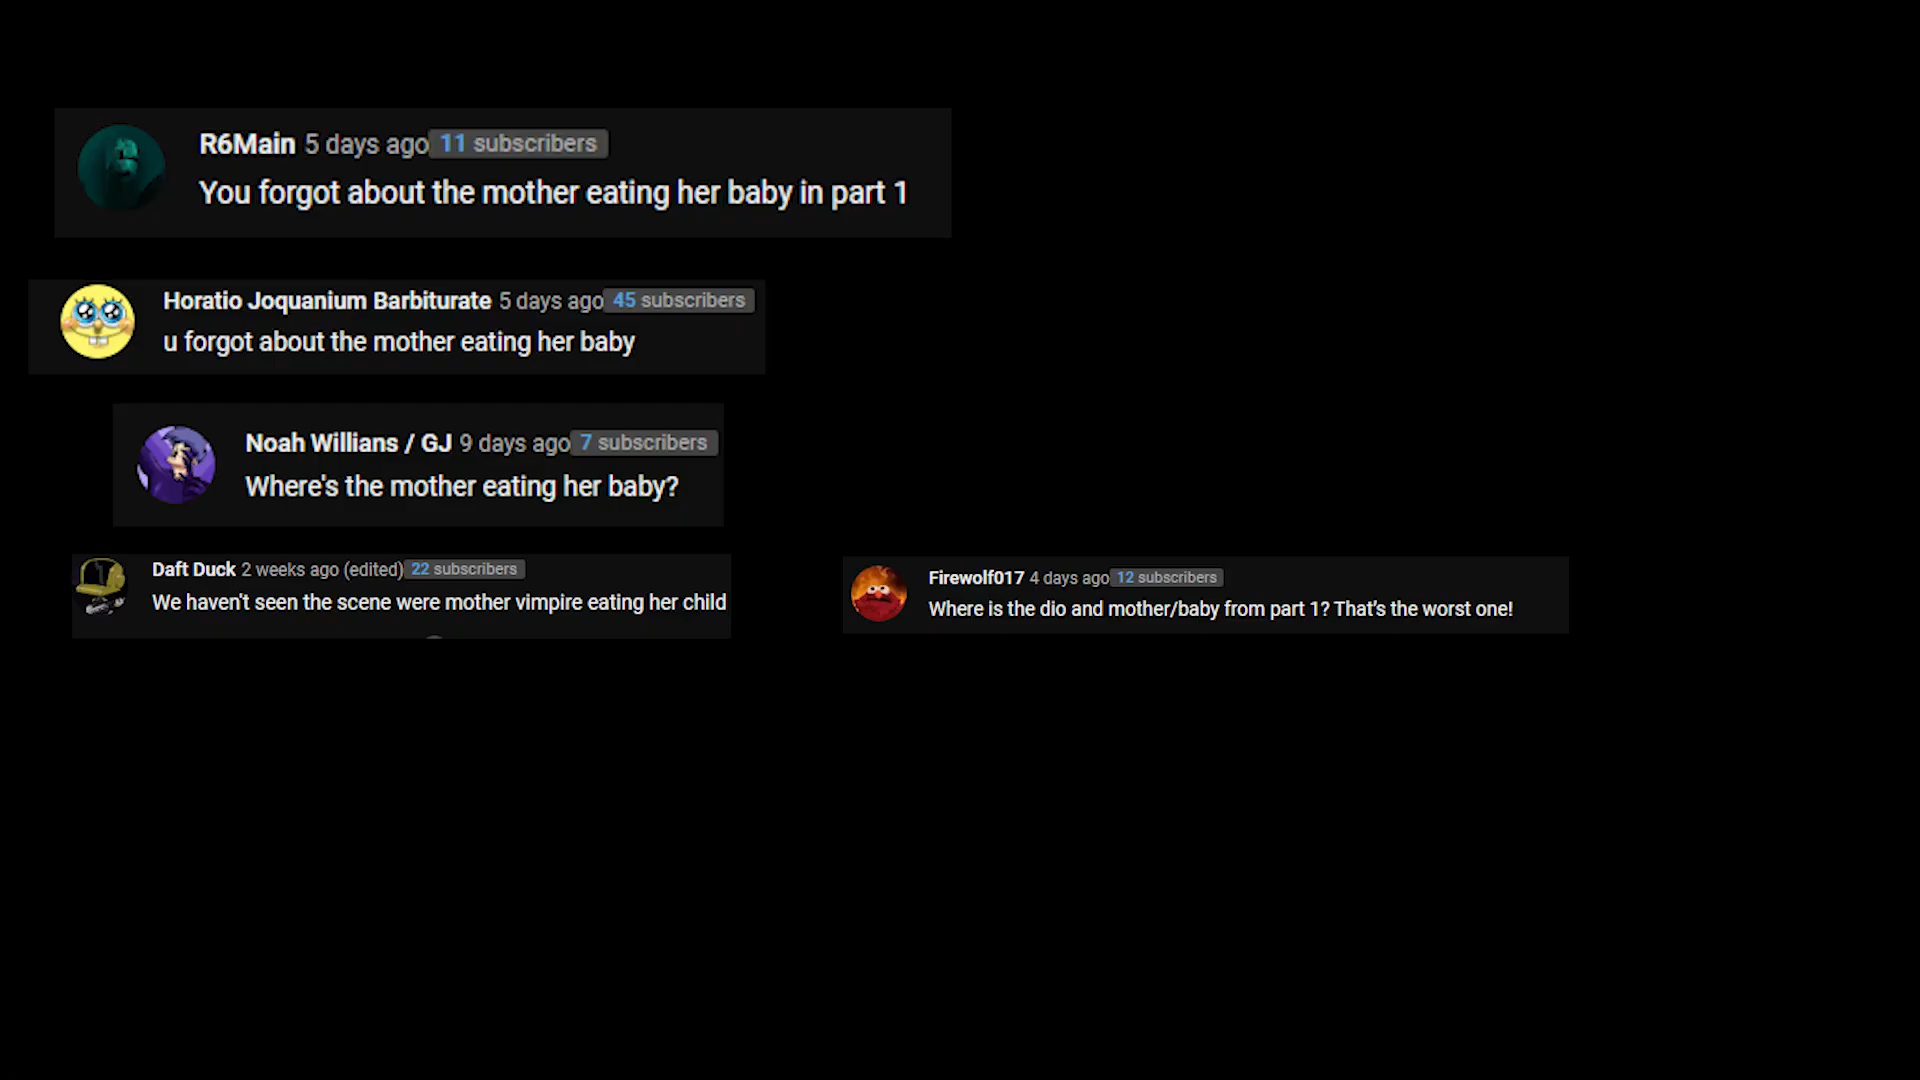 R6Main 5 days ago 11 subscribers
You forgot about the mother eating her baby in part 1
Horatio Joquanium Barbiturate 5 days ago 45 subscribers
u forgot about the mother eating her baby
Noah Willians / GJ 9 days ago 7 subscribers
Where's the mother eating her baby?
Daft Duck 2 weeks ago (edited) 22 subscribers
We haven't seen the scene were mother vimpire eating her child
Firewolf017 4 days ago 12 subscribers
Where is the dio and mother/baby from part 1? That's the worst one!